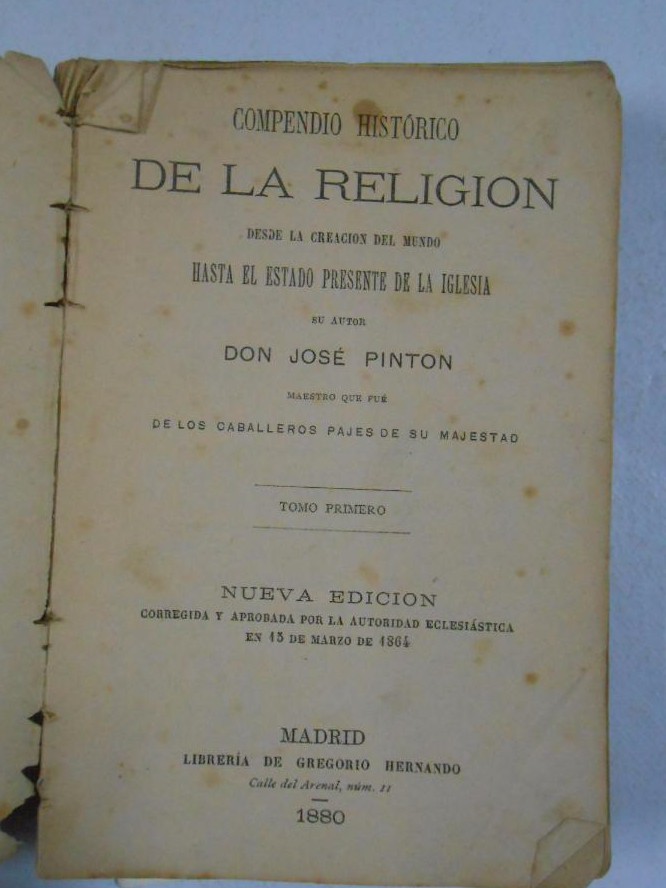 COMPENDIO HISTÓRICO
DE LA RELIGION
DESDE LA CREACION DEL MUNDO
HASTA EL ESTADO PRESENTE DE LA IGLESIA
SU AUTOR
DON JOSÉ PINTON
MAESTRO QUE FUÉ
DE LOS CABALLEROS PAJES DE SU MAJESTAD
TOMO PRIMERO
NUEVA EDICION
CORREGIDA Y APROBADA POR LA AUTORIDAD ECLESIÁSTICA
EN 15 DE MARZO DE 1864
MADRID
LIBRERÍA DE GREGORIO HERNANDO
Calle del Arenal, núm. 11
1880